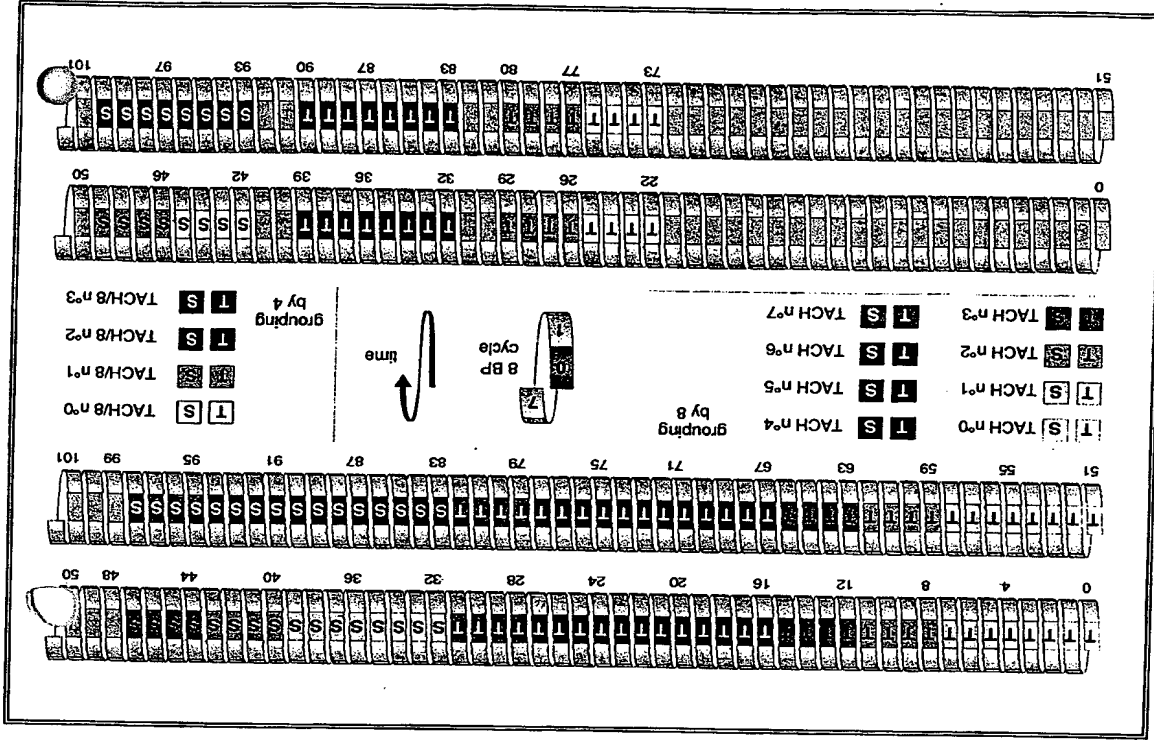 T T T T T T T T T T T T T T T T T T T T T T T T T T T T T T T T S S S S S S S S S S S S S S S S
0 4 8 12 16 20 24 28 32 36 40 44 48 50
T T T T T T T T T T T T T T T T T T T T T T T T T T T T T T T T S S S S S S S S S S S S S S S S
51 55 59 63 67 71 75 79 83 87 91 95 99 101
T S TACH n°0
T S TACH n°1
T S TACH n°2
T S TACH n°3
T S TACH n°4
T S TACH n°5
T S TACH n°6
T S TACH n°7
grouping
by 8
7
0
1
8 BP
cycle
time
T S TACH/8 n°0
T S TACH/8 n°1
T S TACH/8 n°2
T S TACH/8 n°3
grouping
by 4
T T T T T T T T T T T T T T T T S S S S S S S S
0 22 26 29 32 36 39 42 46 50
T T T T T T T T T T T T T T T T S S S S S S S S
51 73 77 80 83 87 90 93 97 101